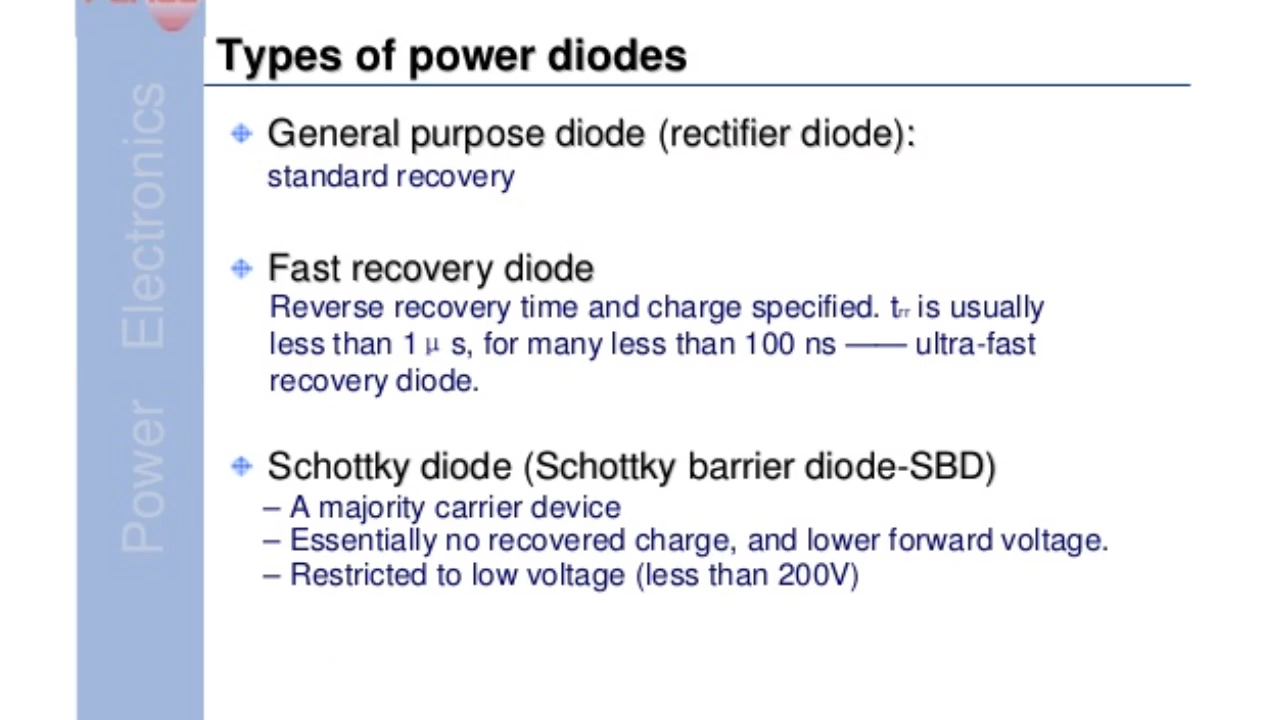 Types of power diodes
General purpose diode (rectifier diode):
standard recovery
Fast recovery diode
Reverse recovery time and charge specified. trr is usually
less than 1 μ s, for many less than 100 ns —— ultra-fast
recovery diode.
Schottky diode (Schottky barrier diode-SBD)
– A majority carrier device
– Essentially no recovered charge, and lower forward voltage.
– Restricted to low voltage (less than 200V)
Power Electronics